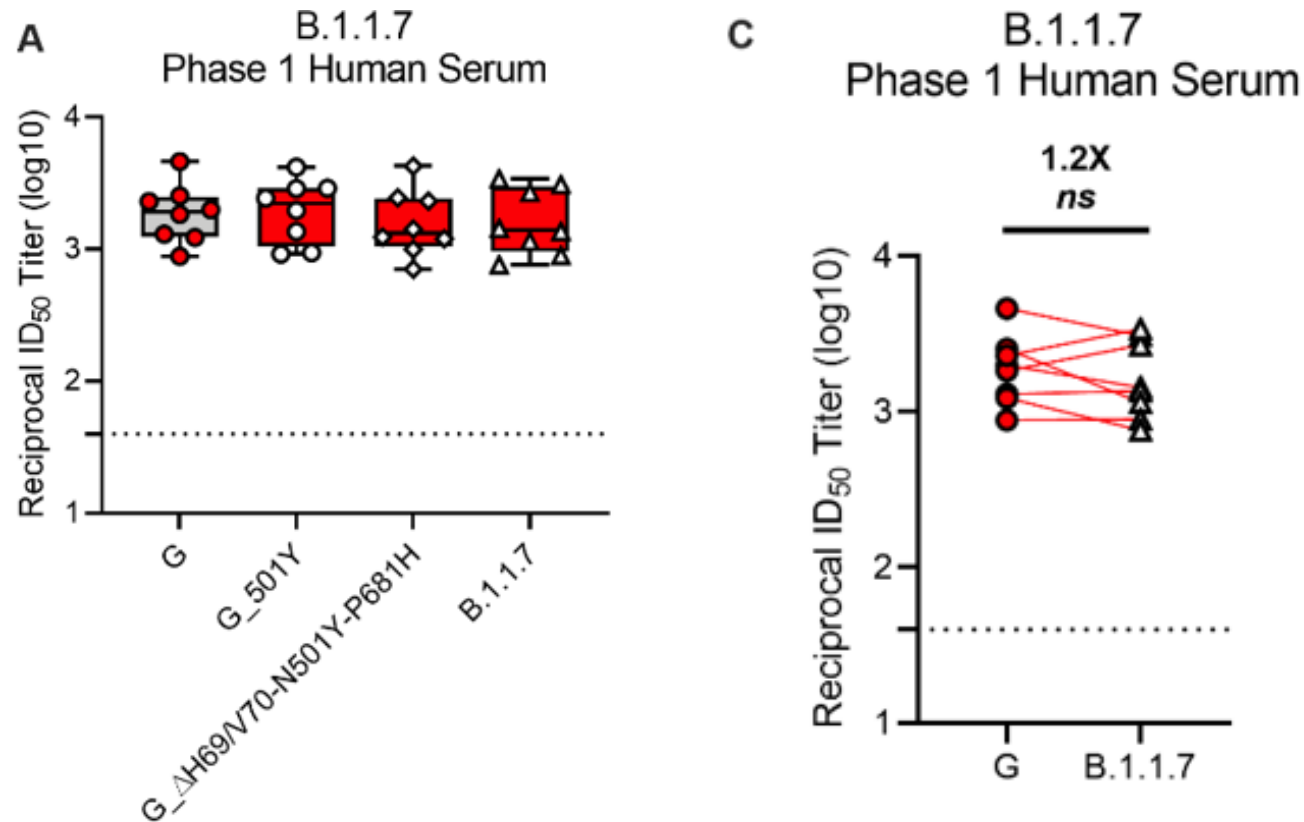 A
B.1.1.7
Phase 1 Human Serum
Reciprocal ID50 Titer (log10)
4
3
2
1
G
G_501Y
G_ΔH69/V70-N501Y-P681H
B.1.1.7
C
B.1.1.7
Phase 1 Human Serum
1.2X
ns
Reciprocal ID50 Titer (log10)
4
3
2
1
G
B.1.1.7